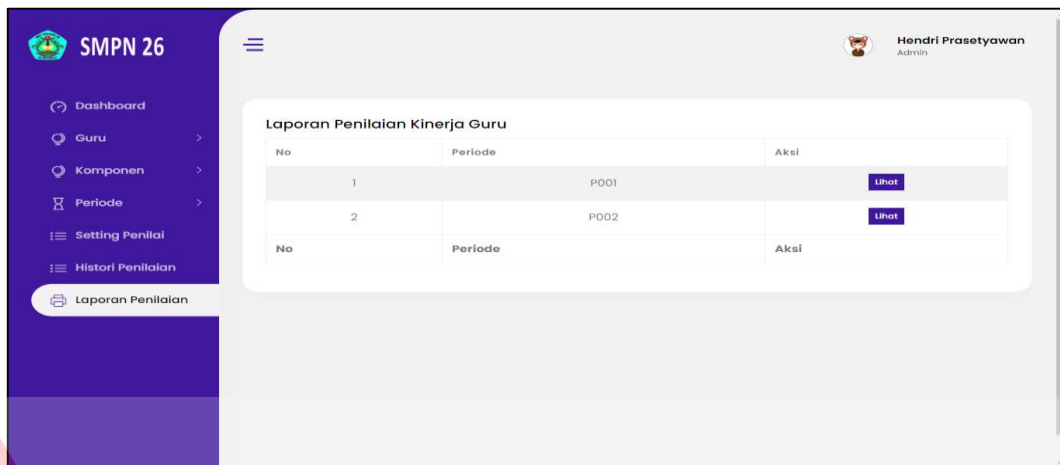 SMPN 26
Hendri Prasetyawan
Admin
Dashboard
Guru
Komponen
Periode
Setting Penilai
Histori Penilaian
Laporan Penilaian
Laporan Penilaian Kinerja Guru
No Periode Aksi
1 P001 Lihat
2 P002 Lihat
No Periode Aksi